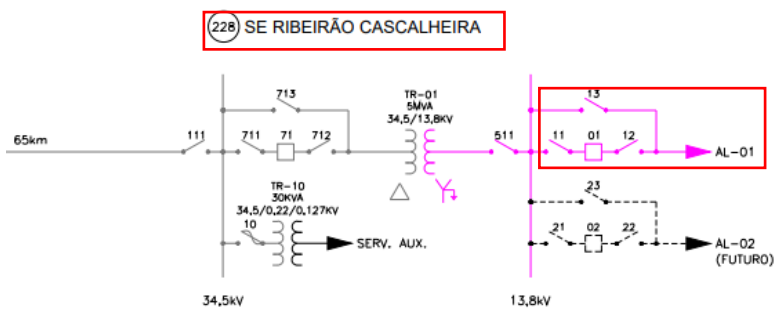 228 SE RIBEIRÃO CASCALHEIRA
713
TR-01
5MVA
34,5/13,8kV
13
65km
111
711
71
712
511
11
01
12
AL-01
TR-10
30KVA
34.5/0.22/0.127KV
10
SERV. AUX.
23
21
02
22
AL-02
(FUTURO)
34,5kV
13,8kV